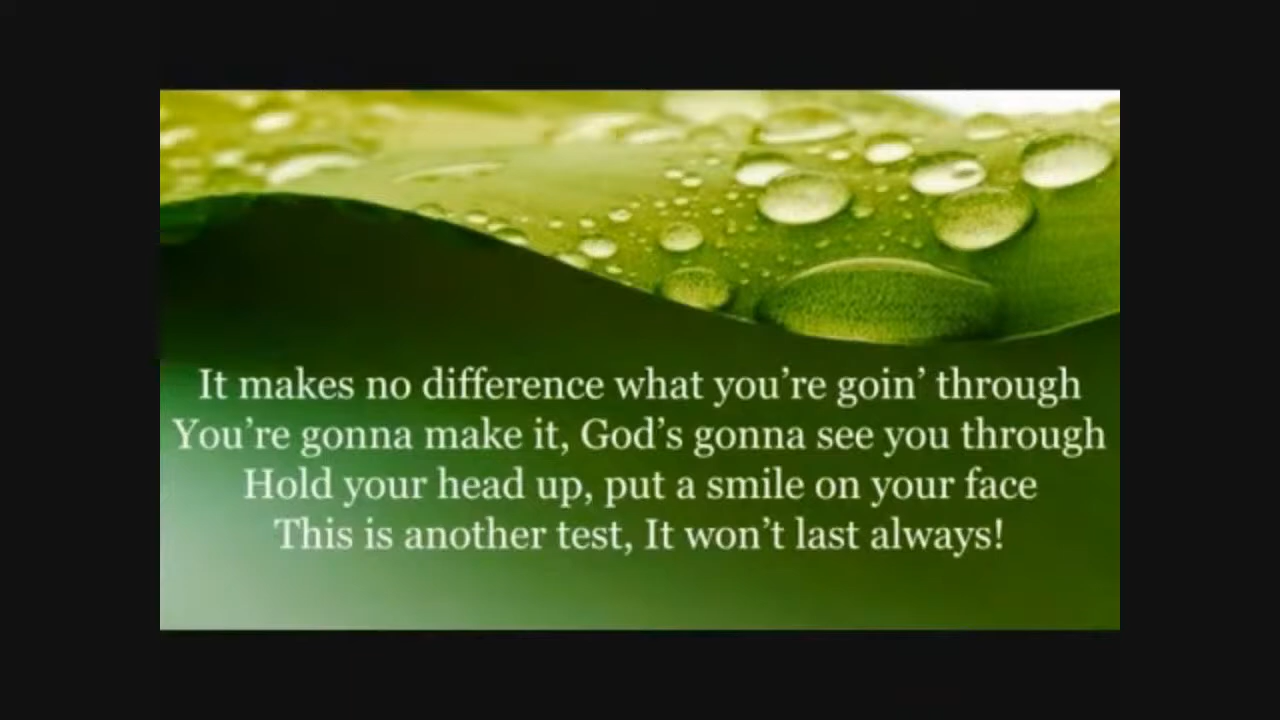 It makes no difference what you’re goin’ through
You’re gonna make it, God’s gonna see you through
Hold your head up, put a smile on your face
This is another test, It won’t last always!